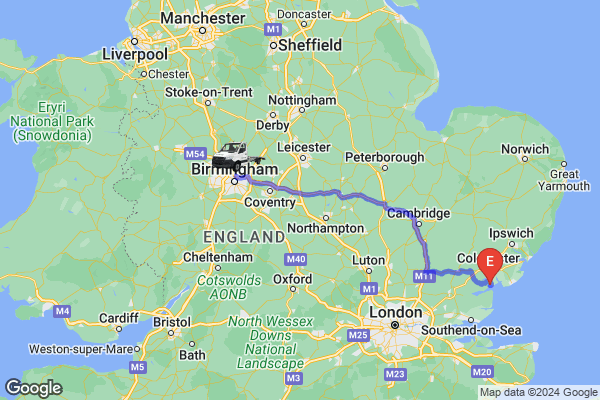 Doncaster
Manchester
M1
Liverpool
Sheffield
Chester
Eryri
National Park
(Snowdonia)
Stoke-on-Trent
Nottingham
Derby
M54
Leicester
Norwich
Peterborough
Birmingham
Great
Yarmouth
Coventry
Cambridge
Northampton
ENGLAND
Ipswich
E
M40
Cheltenham
Luton
M11
Cotswolds
AONB
Oxford
M1
M4
London
Cardiff
Bristol
North Wessex
Downs
National
Landscape
Southend-on-Sea
M25
Weston-super-Mare
Bath
M5
M20
M3
M23
Google
Map data ©2024 Google